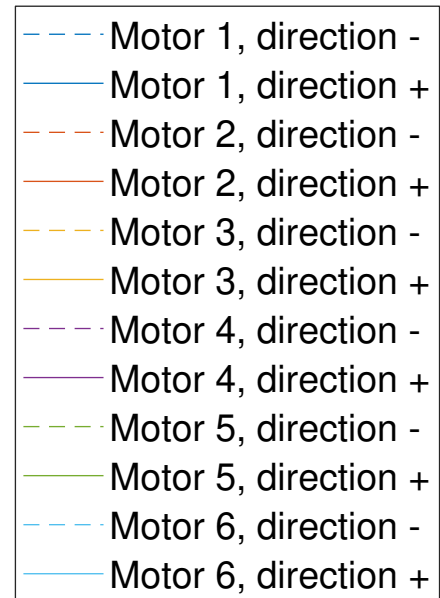 Motor 1, direction -
Motor 1, direction +
Motor 2, direction -
Motor 2, direction +
Motor 3, direction -
Motor 3, direction +
Motor 4, direction -
Motor 4, direction +
Motor 5, direction -
Motor 5, direction +
Motor 6, direction -
Motor 6, direction +